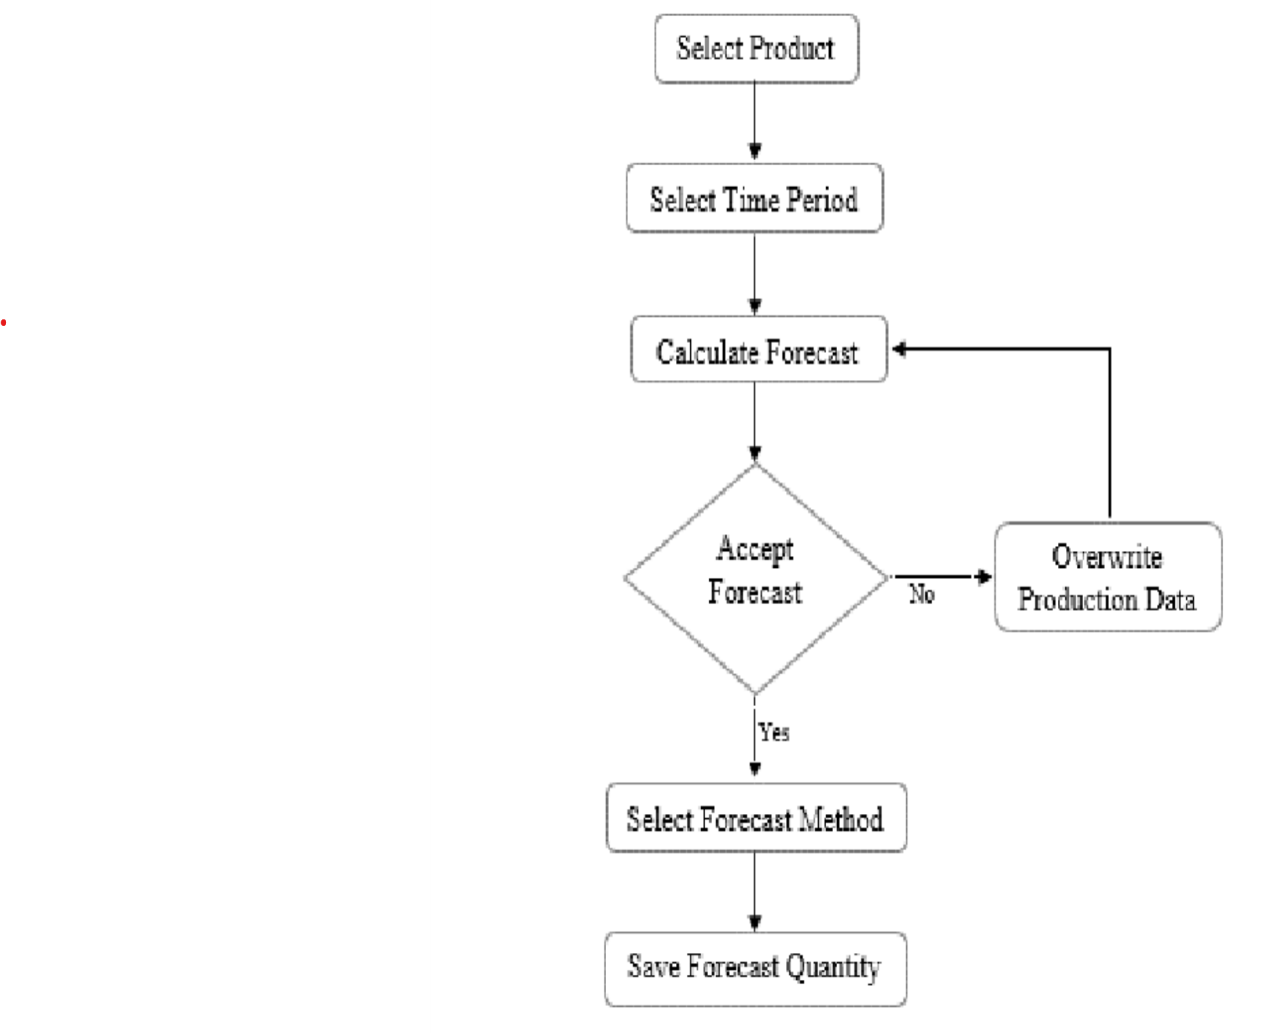 Select Product
Select Time Period
Calculate Forecast
Accept
Forecast
No
Overwrite
Production Data
Yes
Select Forecast Method
Save Forecast Quantity